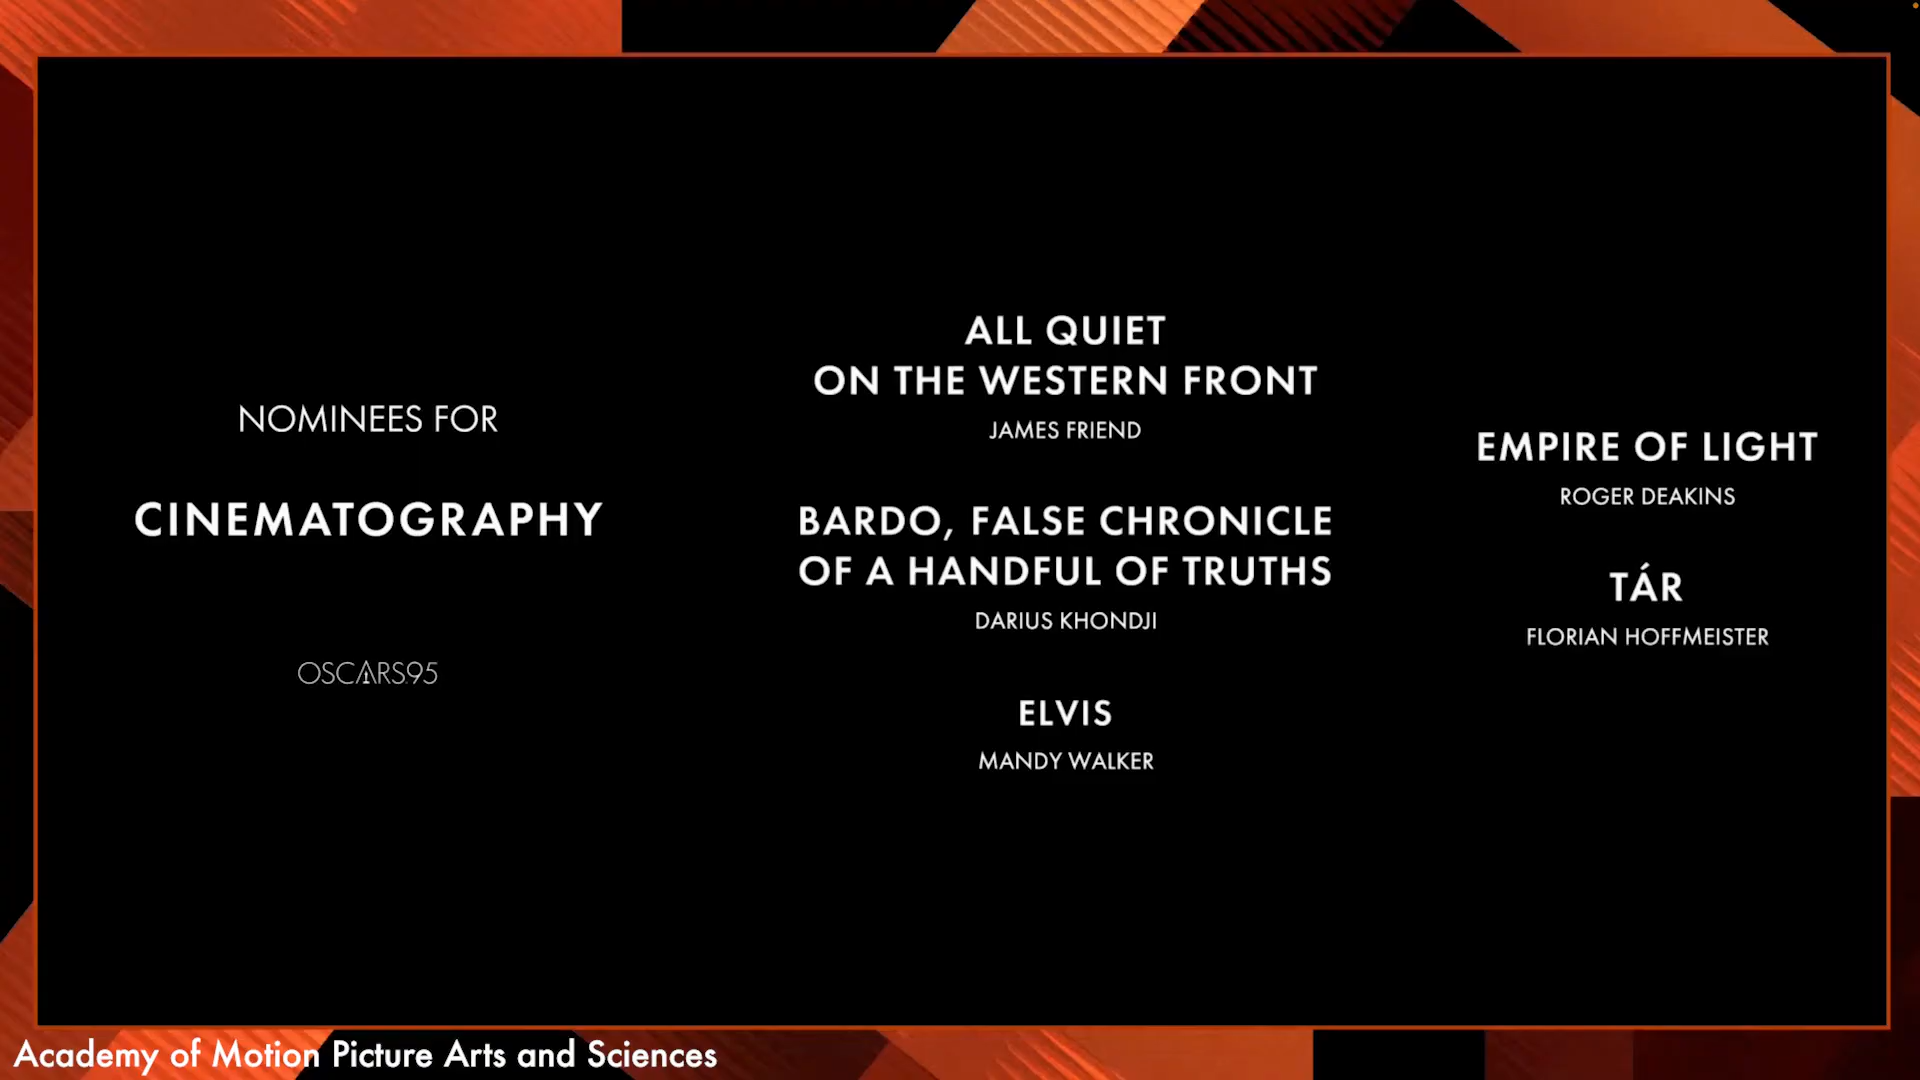 NOMINEES FOR
CINEMATOGRAPHY
OSCARS95
ALL QUIET
ON THE WESTERN FRONT
JAMES FRIEND
BARDO, FALSE CHRONICLE
OF A HANDFUL OF TRUTHS
DARIUS KHONDJI
ELVIS
MANDY WALKER
EMPIRE OF LIGHT
ROGER DEAKINS
TÁR
FLORIAN HOFFMEISTER
Academy of Motion Picture Arts and Sciences